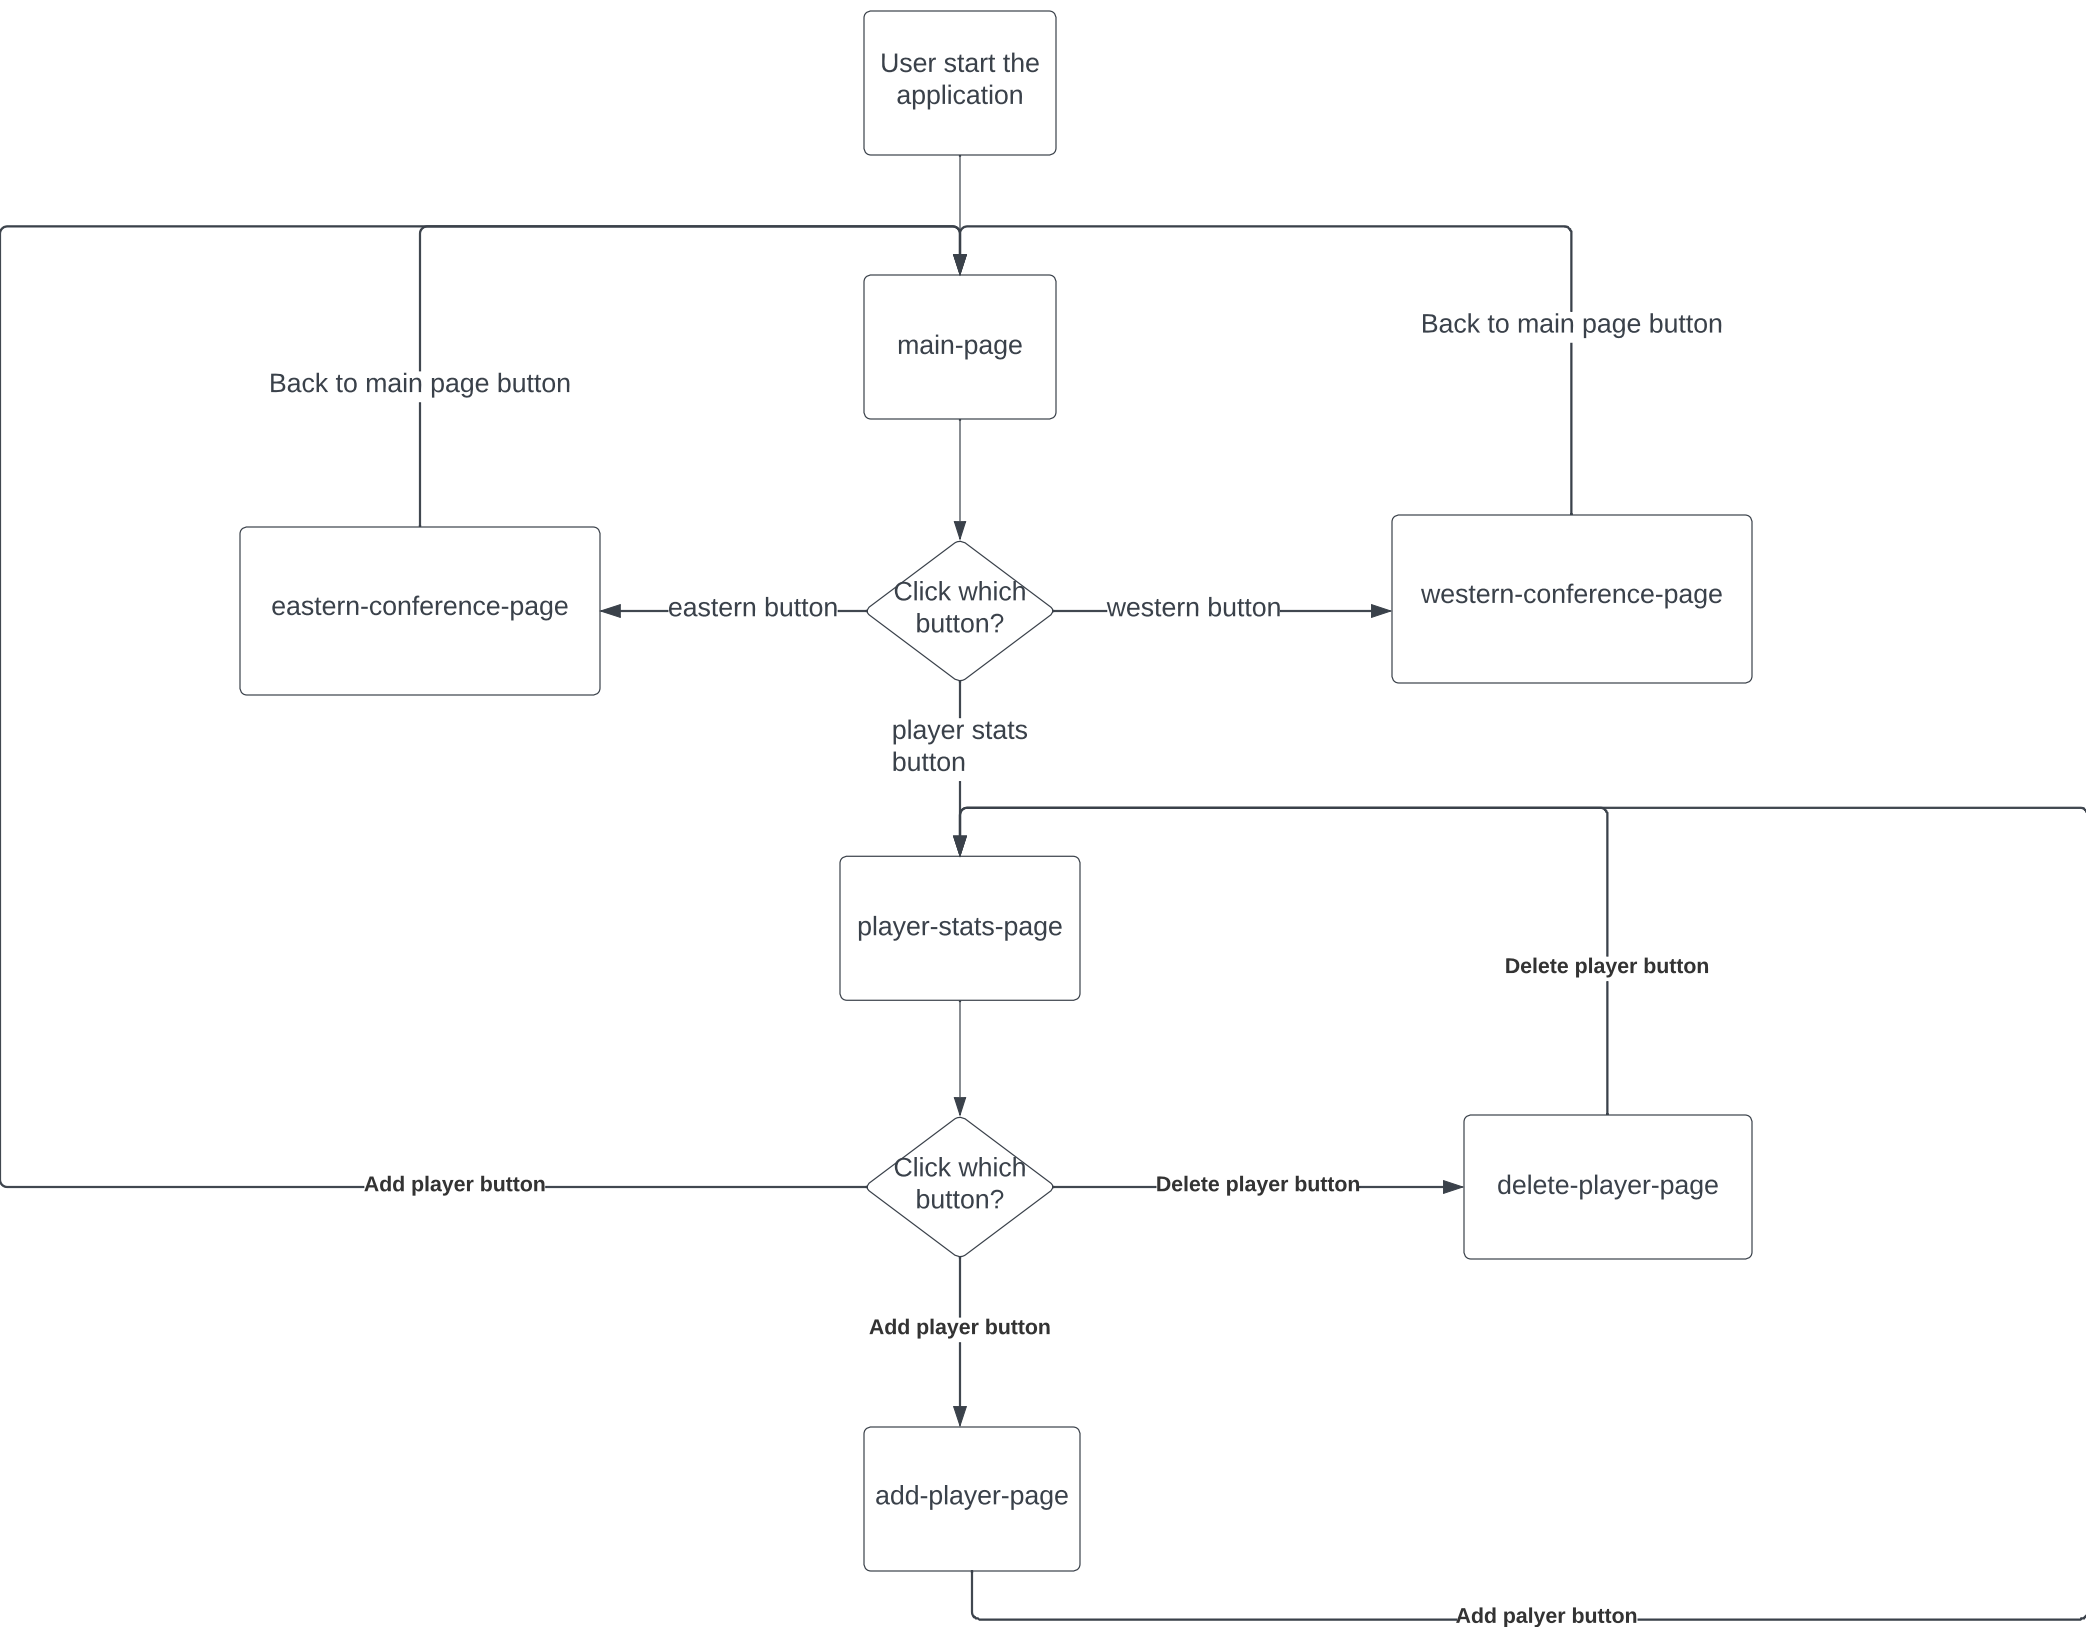 User start the
application
main-page
Back to main page button
Back to main page button
eastern-conference-page
eastern button
Click which
button?
western button
western-conference-page
player stats
button
player-stats-page
Delete player button
Add player button
Click which
button?
Delete player button
delete-player-page
Add player button
add-player-page
Add palyer button